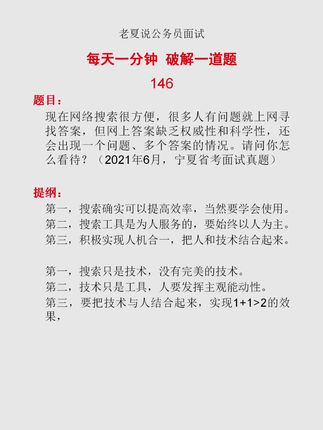 老夏说公务员面试
每天一分钟 破解一道题
146
题目：
现在网络搜索很方便，很多人有问题就上网寻
找答案，但网上答案缺乏权威性和科学性，还
会出现一个问题、多个答案的情况。请问你怎
么看待？（2021年6月，宁夏省考面试真题）
提纲：
第一，搜索确实可以提高效率，当然要学会使用。
第二，搜索工具是为人服务的，要始终以人为主。
第三，积极实现人机合一，把人和技术结合起来。
第一，搜索只是技术，没有完美的技术。
第二，技术只是工具，人要发挥主观能动性。
第三，要把技术与人结合起来，实现1+1>2的效
果，